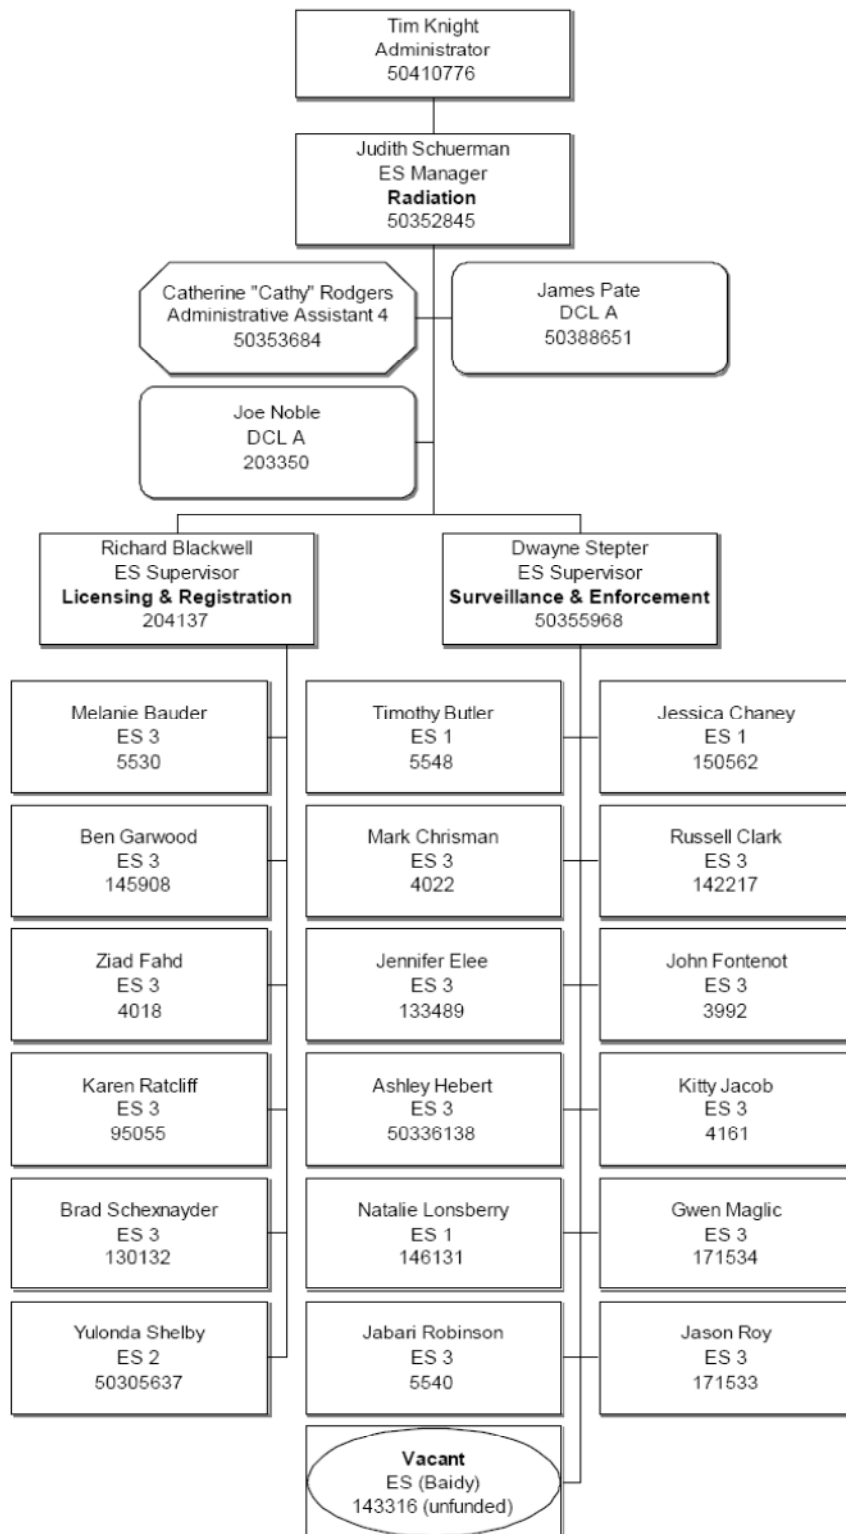 Tim Knight
Administrator
50410776
Judith Schuerman
ES Manager
Radiation
50352845
Catherine "Cathy" Rodgers
Administrative Assistant 4
50353684
James Pate
DCL A
50388651
Joe Noble
DCL A
203350
Richard Blackwell
ES Supervisor
Licensing & Registration
204137
Dwayne Stepter
ES Supervisor
Surveillance & Enforcement
50355968
Melanie Bauder
ES 3
5530
Timothy Butler
ES 1
5548
Jessica Chaney
ES 1
150562
Ben Garwood
ES 3
145908
Mark Chrisman
ES 3
4022
Russell Clark
ES 3
142217
Ziad Fahd
ES 3
4018
Jennifer Elee
ES 3
133489
John Fontenot
ES 3
3992
Karen Ratcliff
ES 3
95055
Ashley Hebert
ES 3
50336138
Kitty Jacob
ES 3
4161
Brad Schexnayder
ES 3
130132
Natalie Lonsberry
ES 1
146131
Gwen Maglic
ES 3
171534
Yulonda Shelby
ES 2
50305637
Jabari Robinson
ES 3
5540
Jason Roy
ES 3
171533
Vacant
ES (Baidy)
143316 (unfunded)